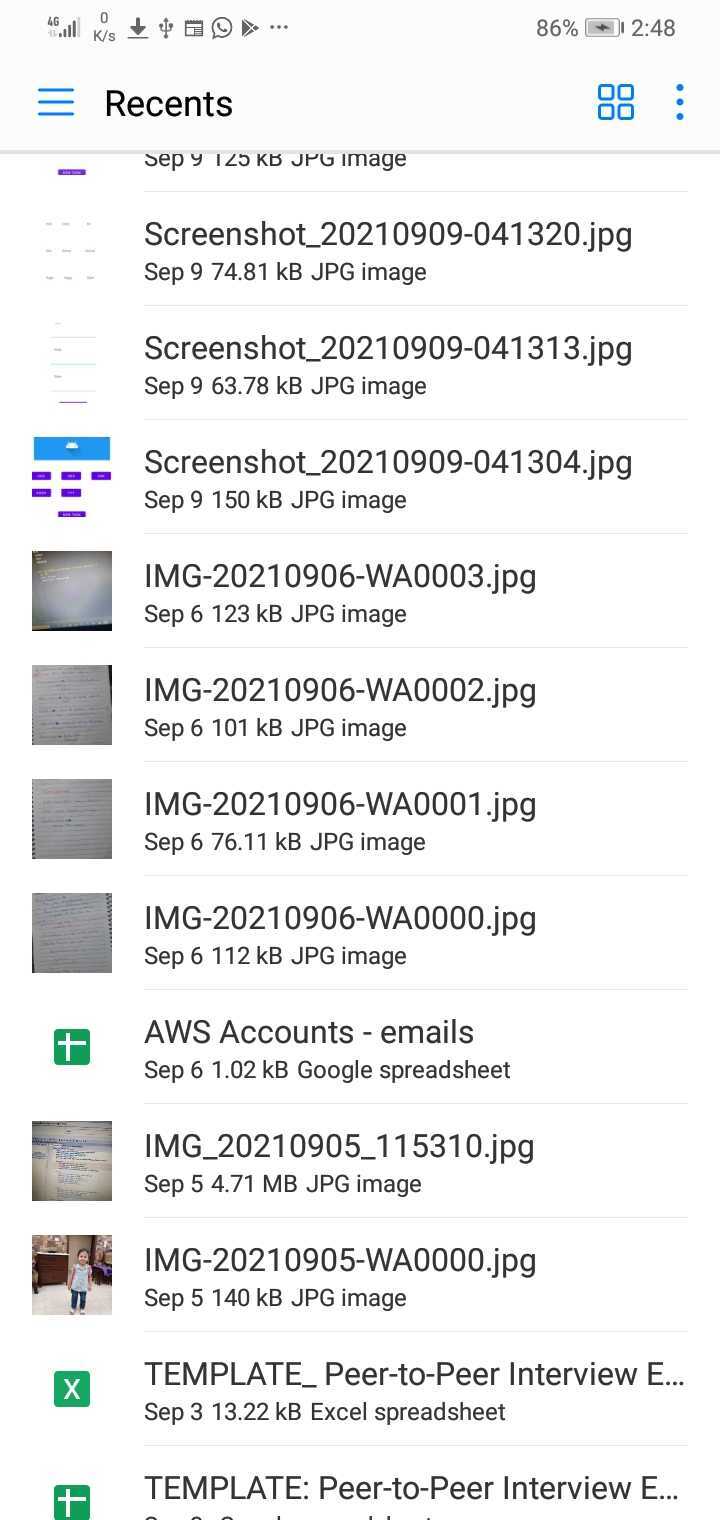 4G
0
K/s
86%
2:48
Recents
Sep 9 125 kB JPG image
Screenshot_20210909-041320.jpg
Sep 9 74.81 kB JPG image
Screenshot_20210909-041313.jpg
Sep 9 63.78 kB JPG image
Screenshot_20210909-041304.jpg
Sep 9 150 kB JPG image
IMG-20210906-WA0003.jpg
Sep 6 123 kB JPG image
IMG-20210906-WA0002.jpg
Sep 6 101 kB JPG image
IMG-20210906-WA0001.jpg
Sep 6 76.11 kB JPG image
IMG-20210906-WA0000.jpg
Sep 6 112 kB JPG image
AWS Accounts - emails
Sep 6 1.02 kB Google spreadsheet
IMG_20210905_115310.jpg
Sep 5 4.71 MB JPG image
IMG-20210905-WA0000.jpg
Sep 5 140 kB JPG image
TEMPLATE_ Peer-to-Peer Interview E...
X
Sep 3 13.22 kB Excel spreadsheet
TEMPLATE: Peer-to-Peer Interview E...